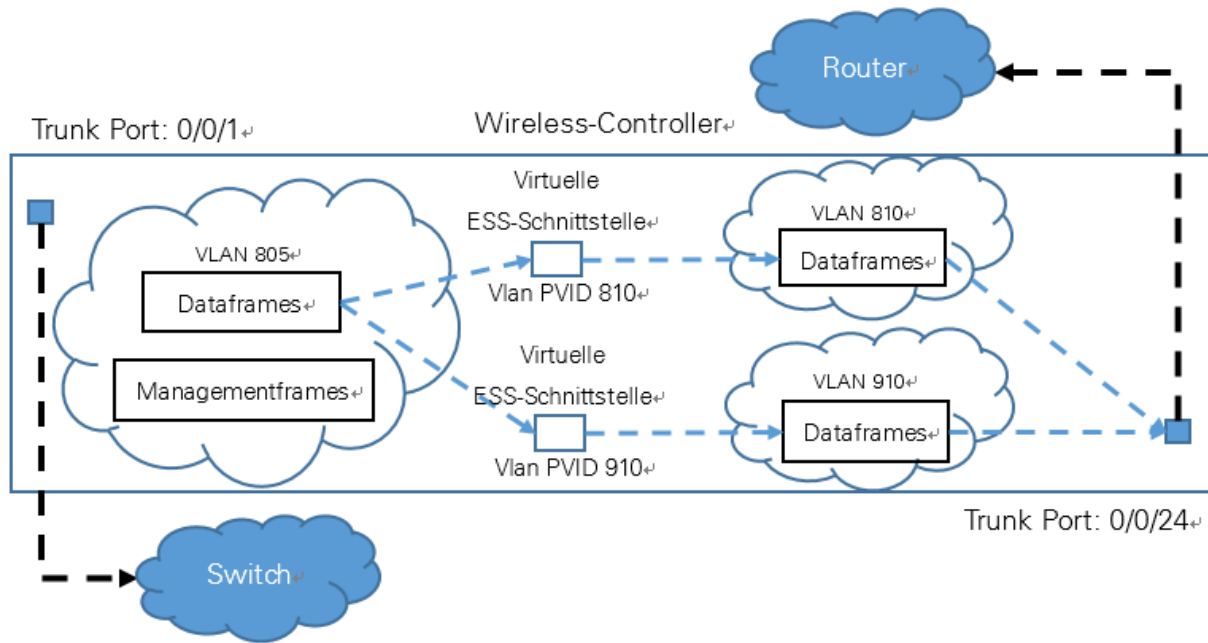 Router↵
Trunk Port: 0/0/1↵
Wireless-Controller↵
Virtuelle
ESS-Schnittstelle↵
VLAN 805↵
Dataframes↵
Managementframes↵
Vlan PVID 810↵
VLAN 810↵
Dataframes↵
Virtuelle
ESS-Schnittstelle↵
Vlan PVID 910↵
VLAN 910↵
Dataframes↵
Trunk Port: 0/0/24↵
Switch↵